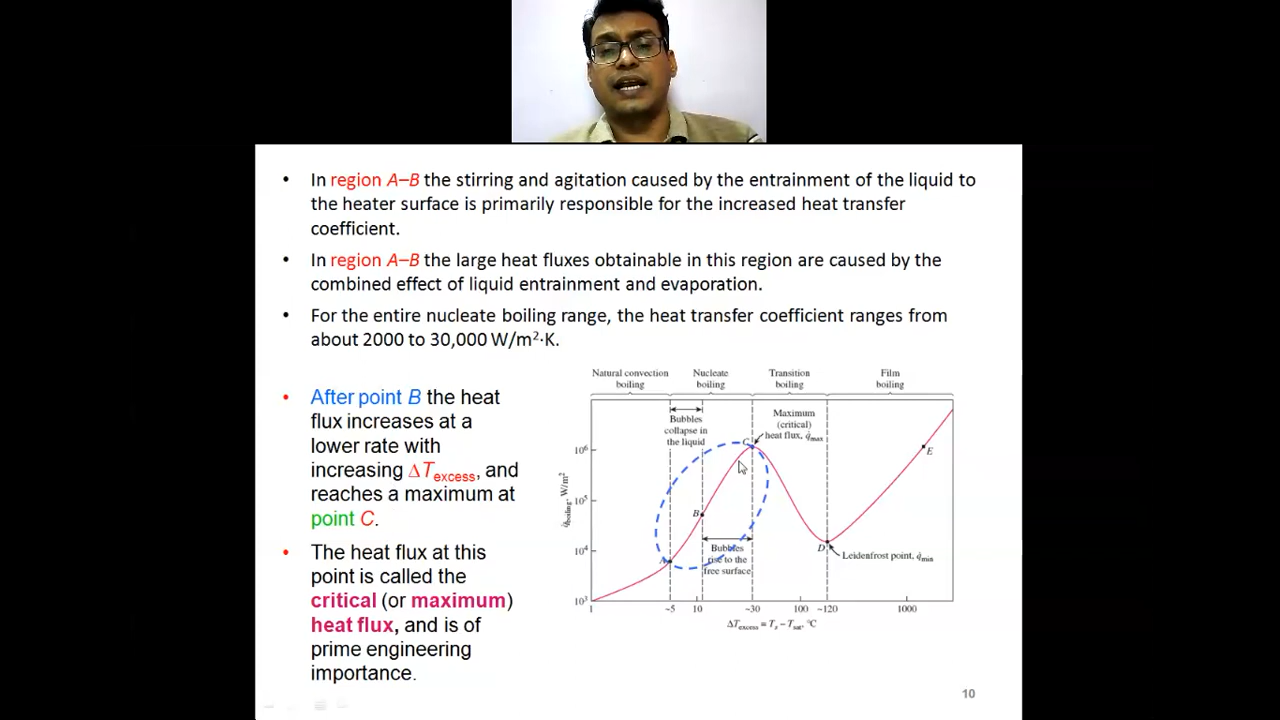 • In region A–B the stirring and agitation caused by the entrainment of the liquid to
the heater surface is primarily responsible for the increased heat transfer
coefficient.
• In region A–B the large heat fluxes obtainable in this region are caused by the
combined effect of liquid entrainment and evaporation.
• For the entire nucleate boiling range, the heat transfer coefficient ranges from
about 2000 to 30,000 W/m²·K.
• After point B the heat
flux increases at a
lower rate with
increasing ΔTexcess, and
reaches a maximum at
point C.
• The heat flux at this
point is called the
critical (or maximum)
heat flux, and is of
prime engineering
importance.
Natural convection
boiling
Nucleate
boiling
Transition
boiling
Film
boiling
Bubbles
collapse in
the liquid
Maximum
(critical)
heat flux, q̇max
C
10⁶
E
q̇boiling, W/m²
10⁵
B
10⁴
A
Bubbles
rise to the
free surface
D
Leidenfrost point, q̇min
10³
1
~5
10
~30
100
~120
1000
ΔTexcess = Ts – Tsat, °C
10